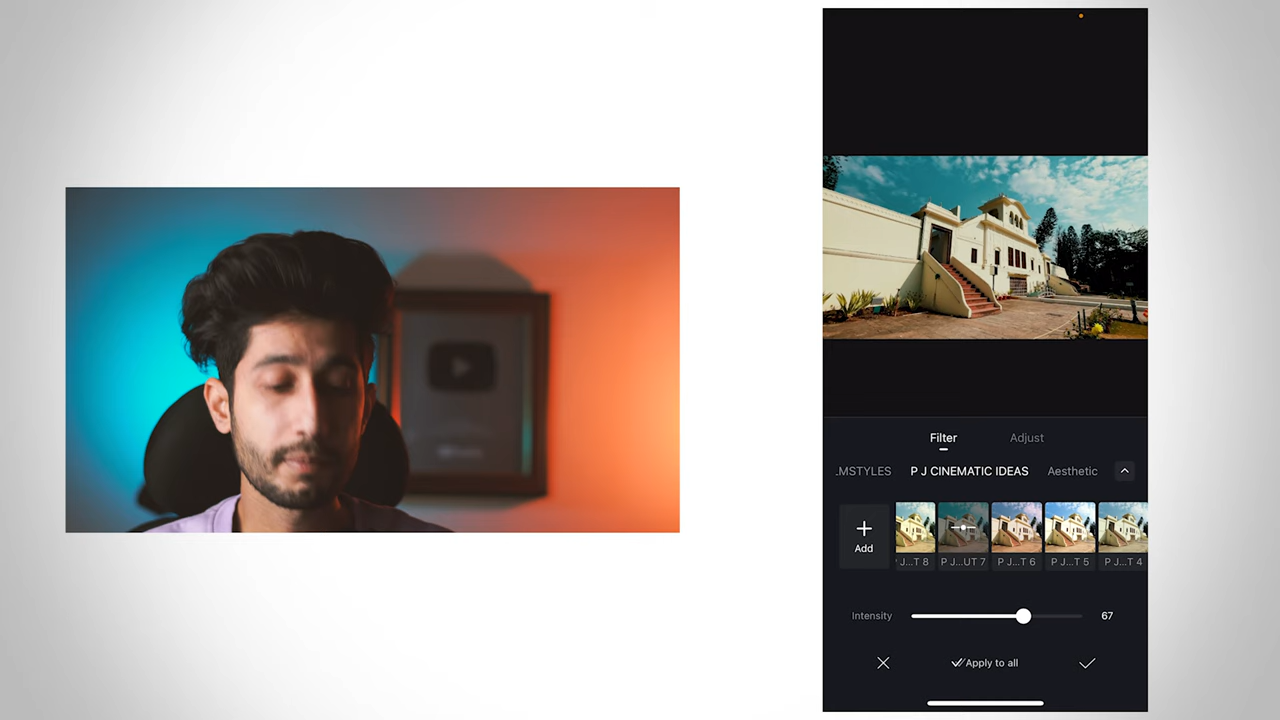 Filter
Adjust
.MSTYLES
P J CINEMATIC IDEAS
Aesthetic
Add
J...T 8
P J...UT 7
P J...T 6
P J...T 5
P J...T 4
Intensity
67
Apply to all